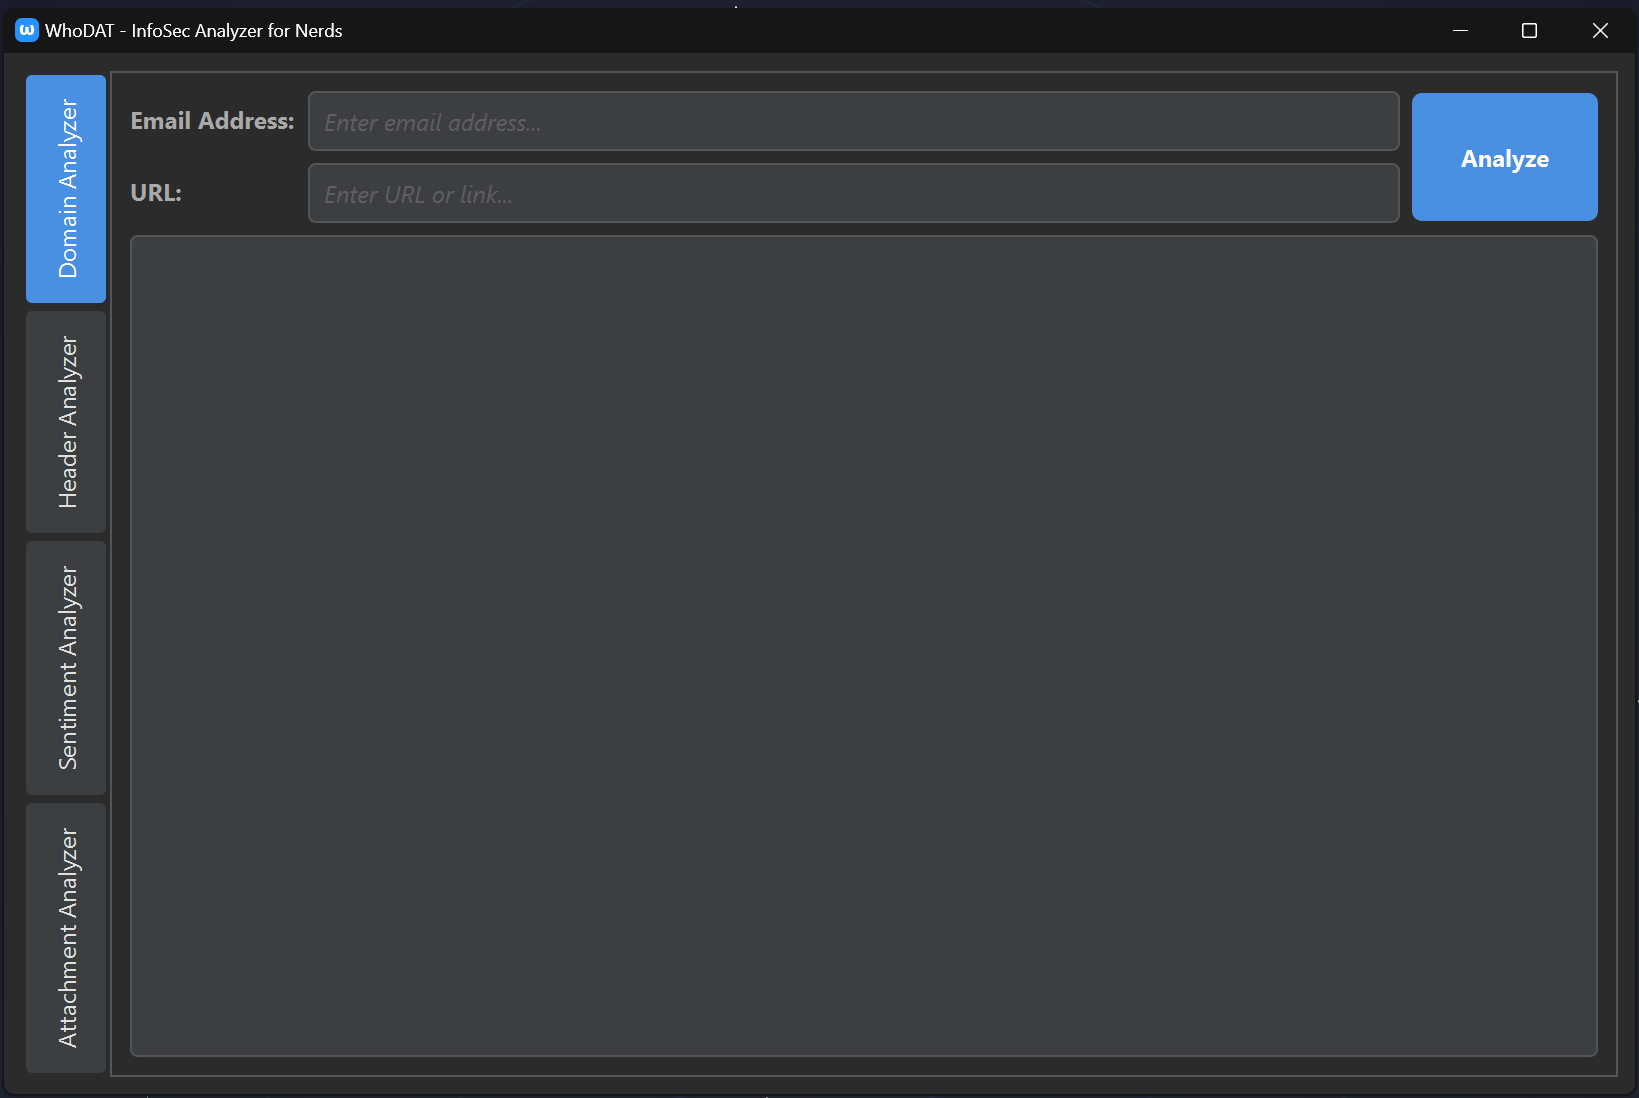 WhoDAT - InfoSec Analyzer for Nerds
Domain Analyzer
Header Analyzer
Sentiment Analyzer
Attachment Analyzer
Email Address:
Enter email address...
URL:
Enter URL or link...
Analyze